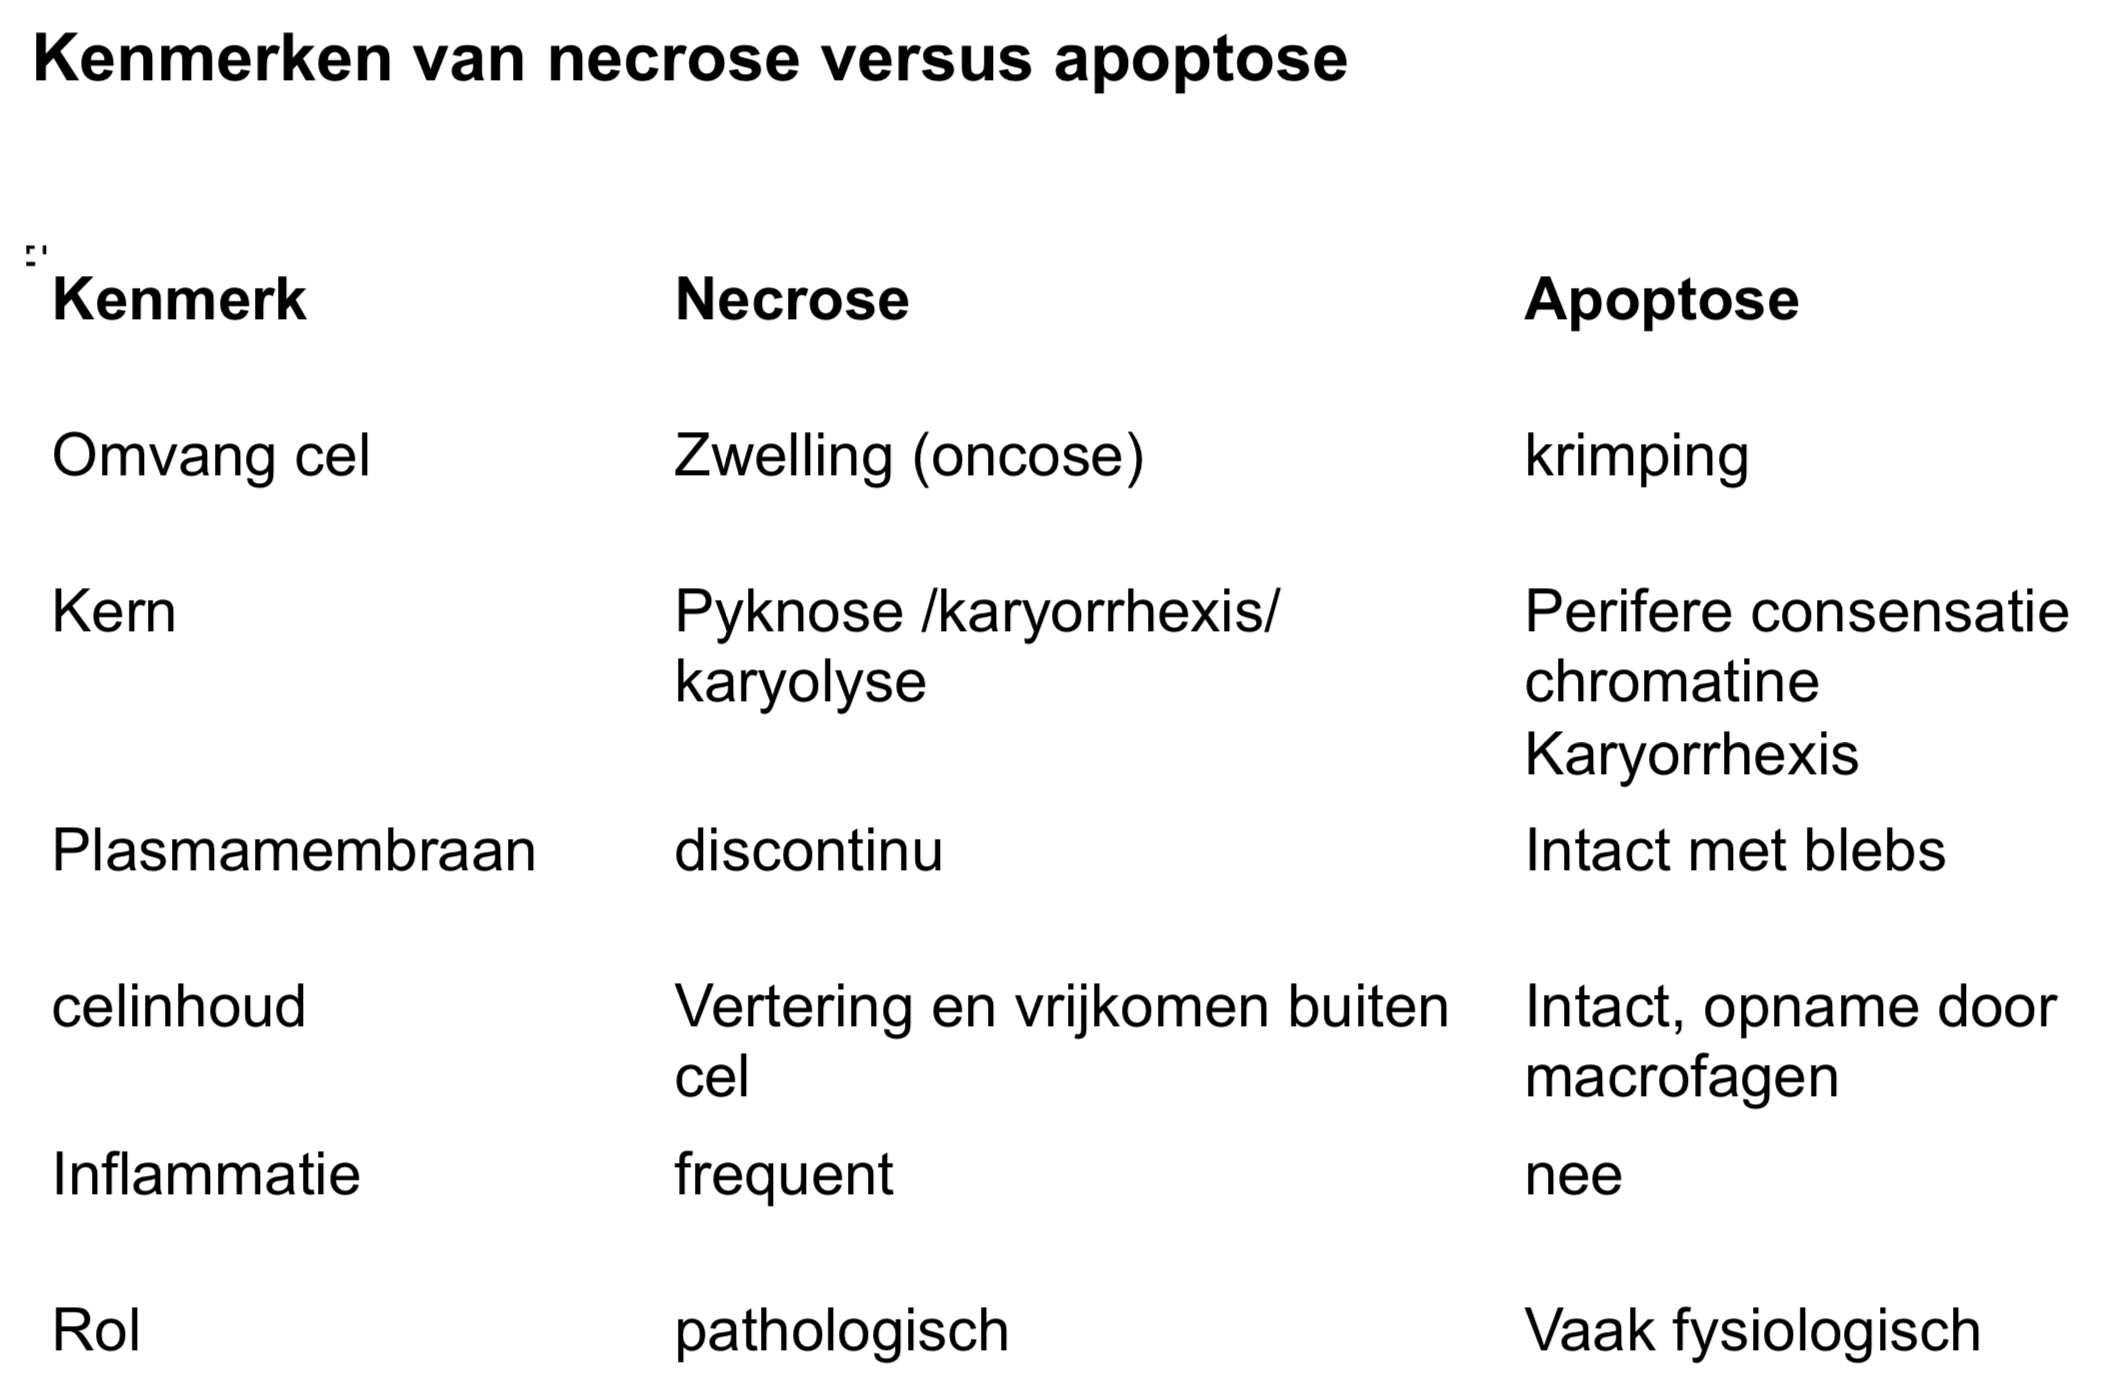 Kenmerken van necrose versus apoptose
Kenmerk Necrose Apoptose
Omvang cel Zwelling (oncose) krimping
Kern Pyknose /karyorrhexis/ Perifere consensatie
karyolyse chromatine
Karyorrhexis
Plasmamembraan discontinu Intact met blebs
celinhoud Vertering en vrijkomen buiten Intact, opname door
cel macrofagen
Inflammatie frequent nee
Rol pathologisch Vaak fysiologisch